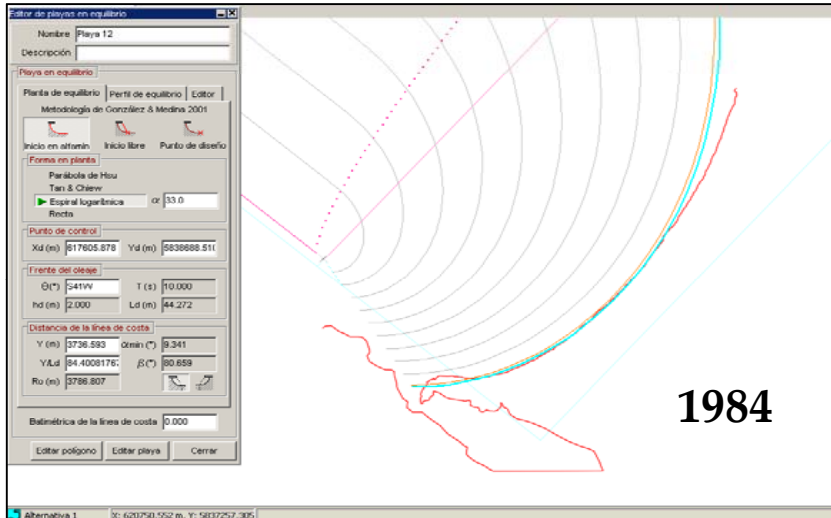 Editor de playas en equilibrio
Nombre Playa 12
Descripción
Playa en equilibrio
Planta de equilibrio Perfil de equilibrio Editor
Metodología de González & Medina 2001
Inicio en alfamin Inicio libre Punto de diseño
Forma en planta
Parábola de Hsu
Tan & Chiew
Espiral logarítmica α 33.0
Recta
Punto de control
Xd (m) 617605.878 Yd (m) 5838688.510
Frente del oleaje
Θ(°) S41W T (s) 10.000
hd (m) 2.000 Ld (m) 44.272
Distancia de la línea de costa
Y (m) 3736.593 αmin (°) 9.341
Y/Ld 84.4008176 β (°) 80.659
Ro (m) 3786.807
Batimétrica de la línea de costa 0.000
Editar polígono Editar playa Cerrar
1984
Alternativa 1 X: 620750.552 m, Y: 5837257.305